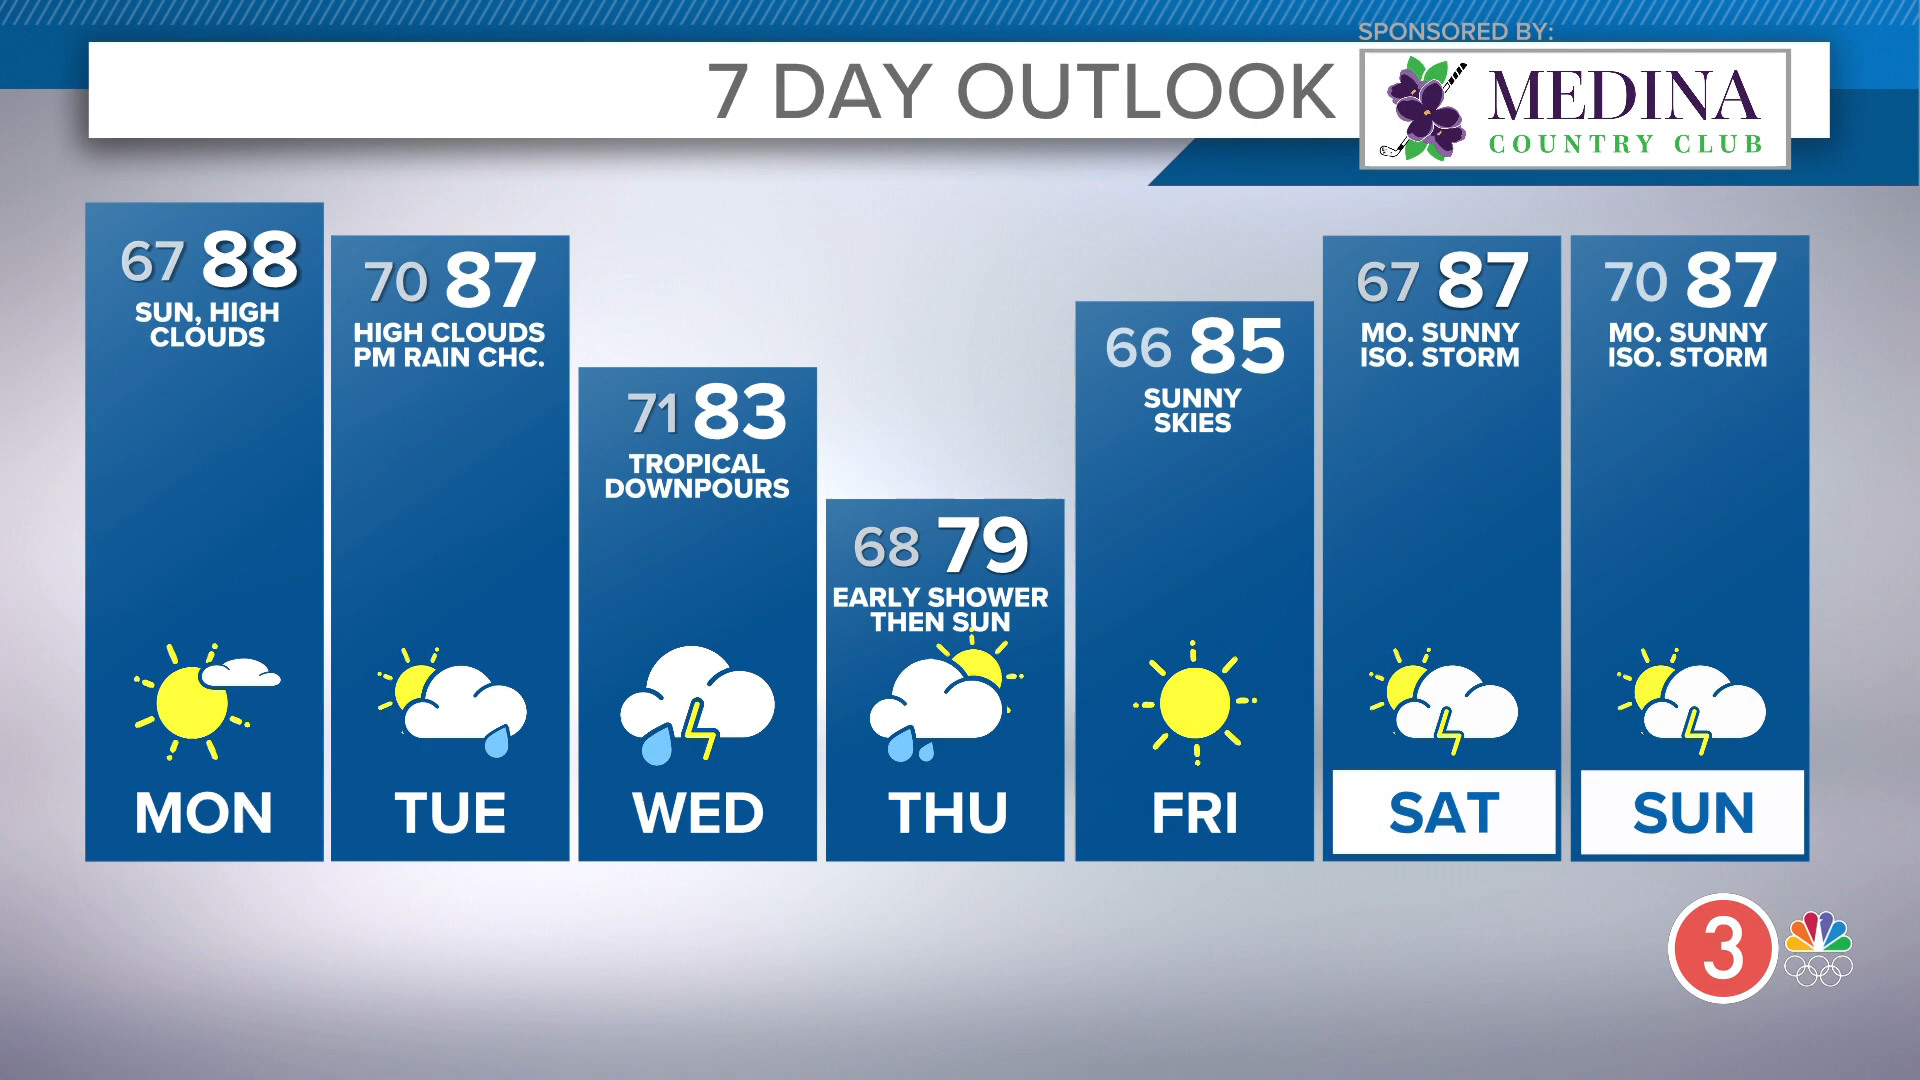 SPONSORED BY:
7 DAY OUTLOOK
MEDINA
COUNTRY CLUB
67 88
SUN, HIGH
CLOUDS
MON
70 87
HIGH CLOUDS
PM RAIN CHC.
TUE
71 83
TROPICAL
DOWNPOURS
WED
68 79
EARLY SHOWER
THEN SUN
THU
66 85
SUNNY
SKIES
FRI
67 87
MO. SUNNY
ISO. STORM
SAT
70 87
MO. SUNNY
ISO. STORM
SUN
3